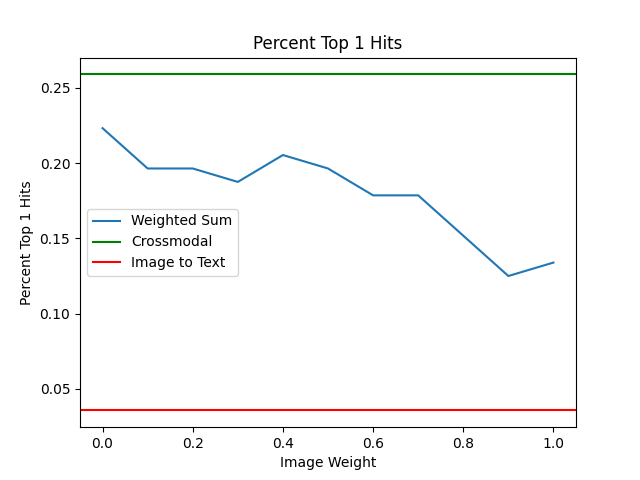 Percent Top 1 Hits
Percent Top 1 Hits
0.25
0.20
0.15
0.10
0.05
Weighted Sum
Crossmodal
Image to Text
0.0 0.2 0.4 0.6 0.8 1.0
Image Weight